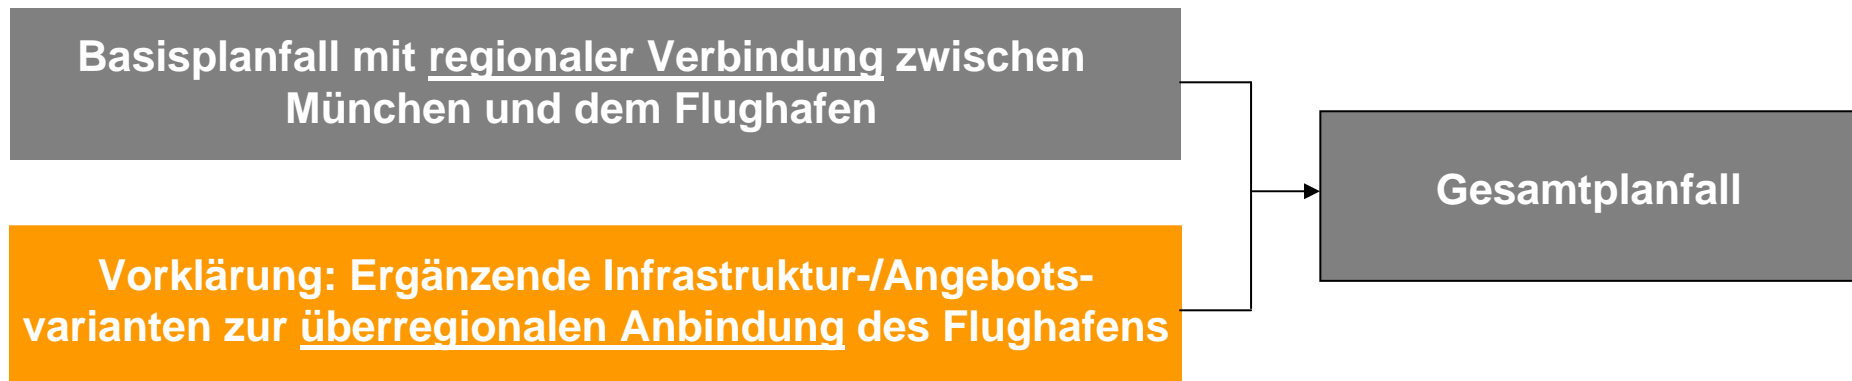 Basisplanfall mit regionaler Verbindung zwischen
München und dem Flughafen
Gesamtplanfall
Vorklärung: Ergänzende Infrastruktur-/Angebots-
varianten zur überregionalen Anbindung des Flughafens